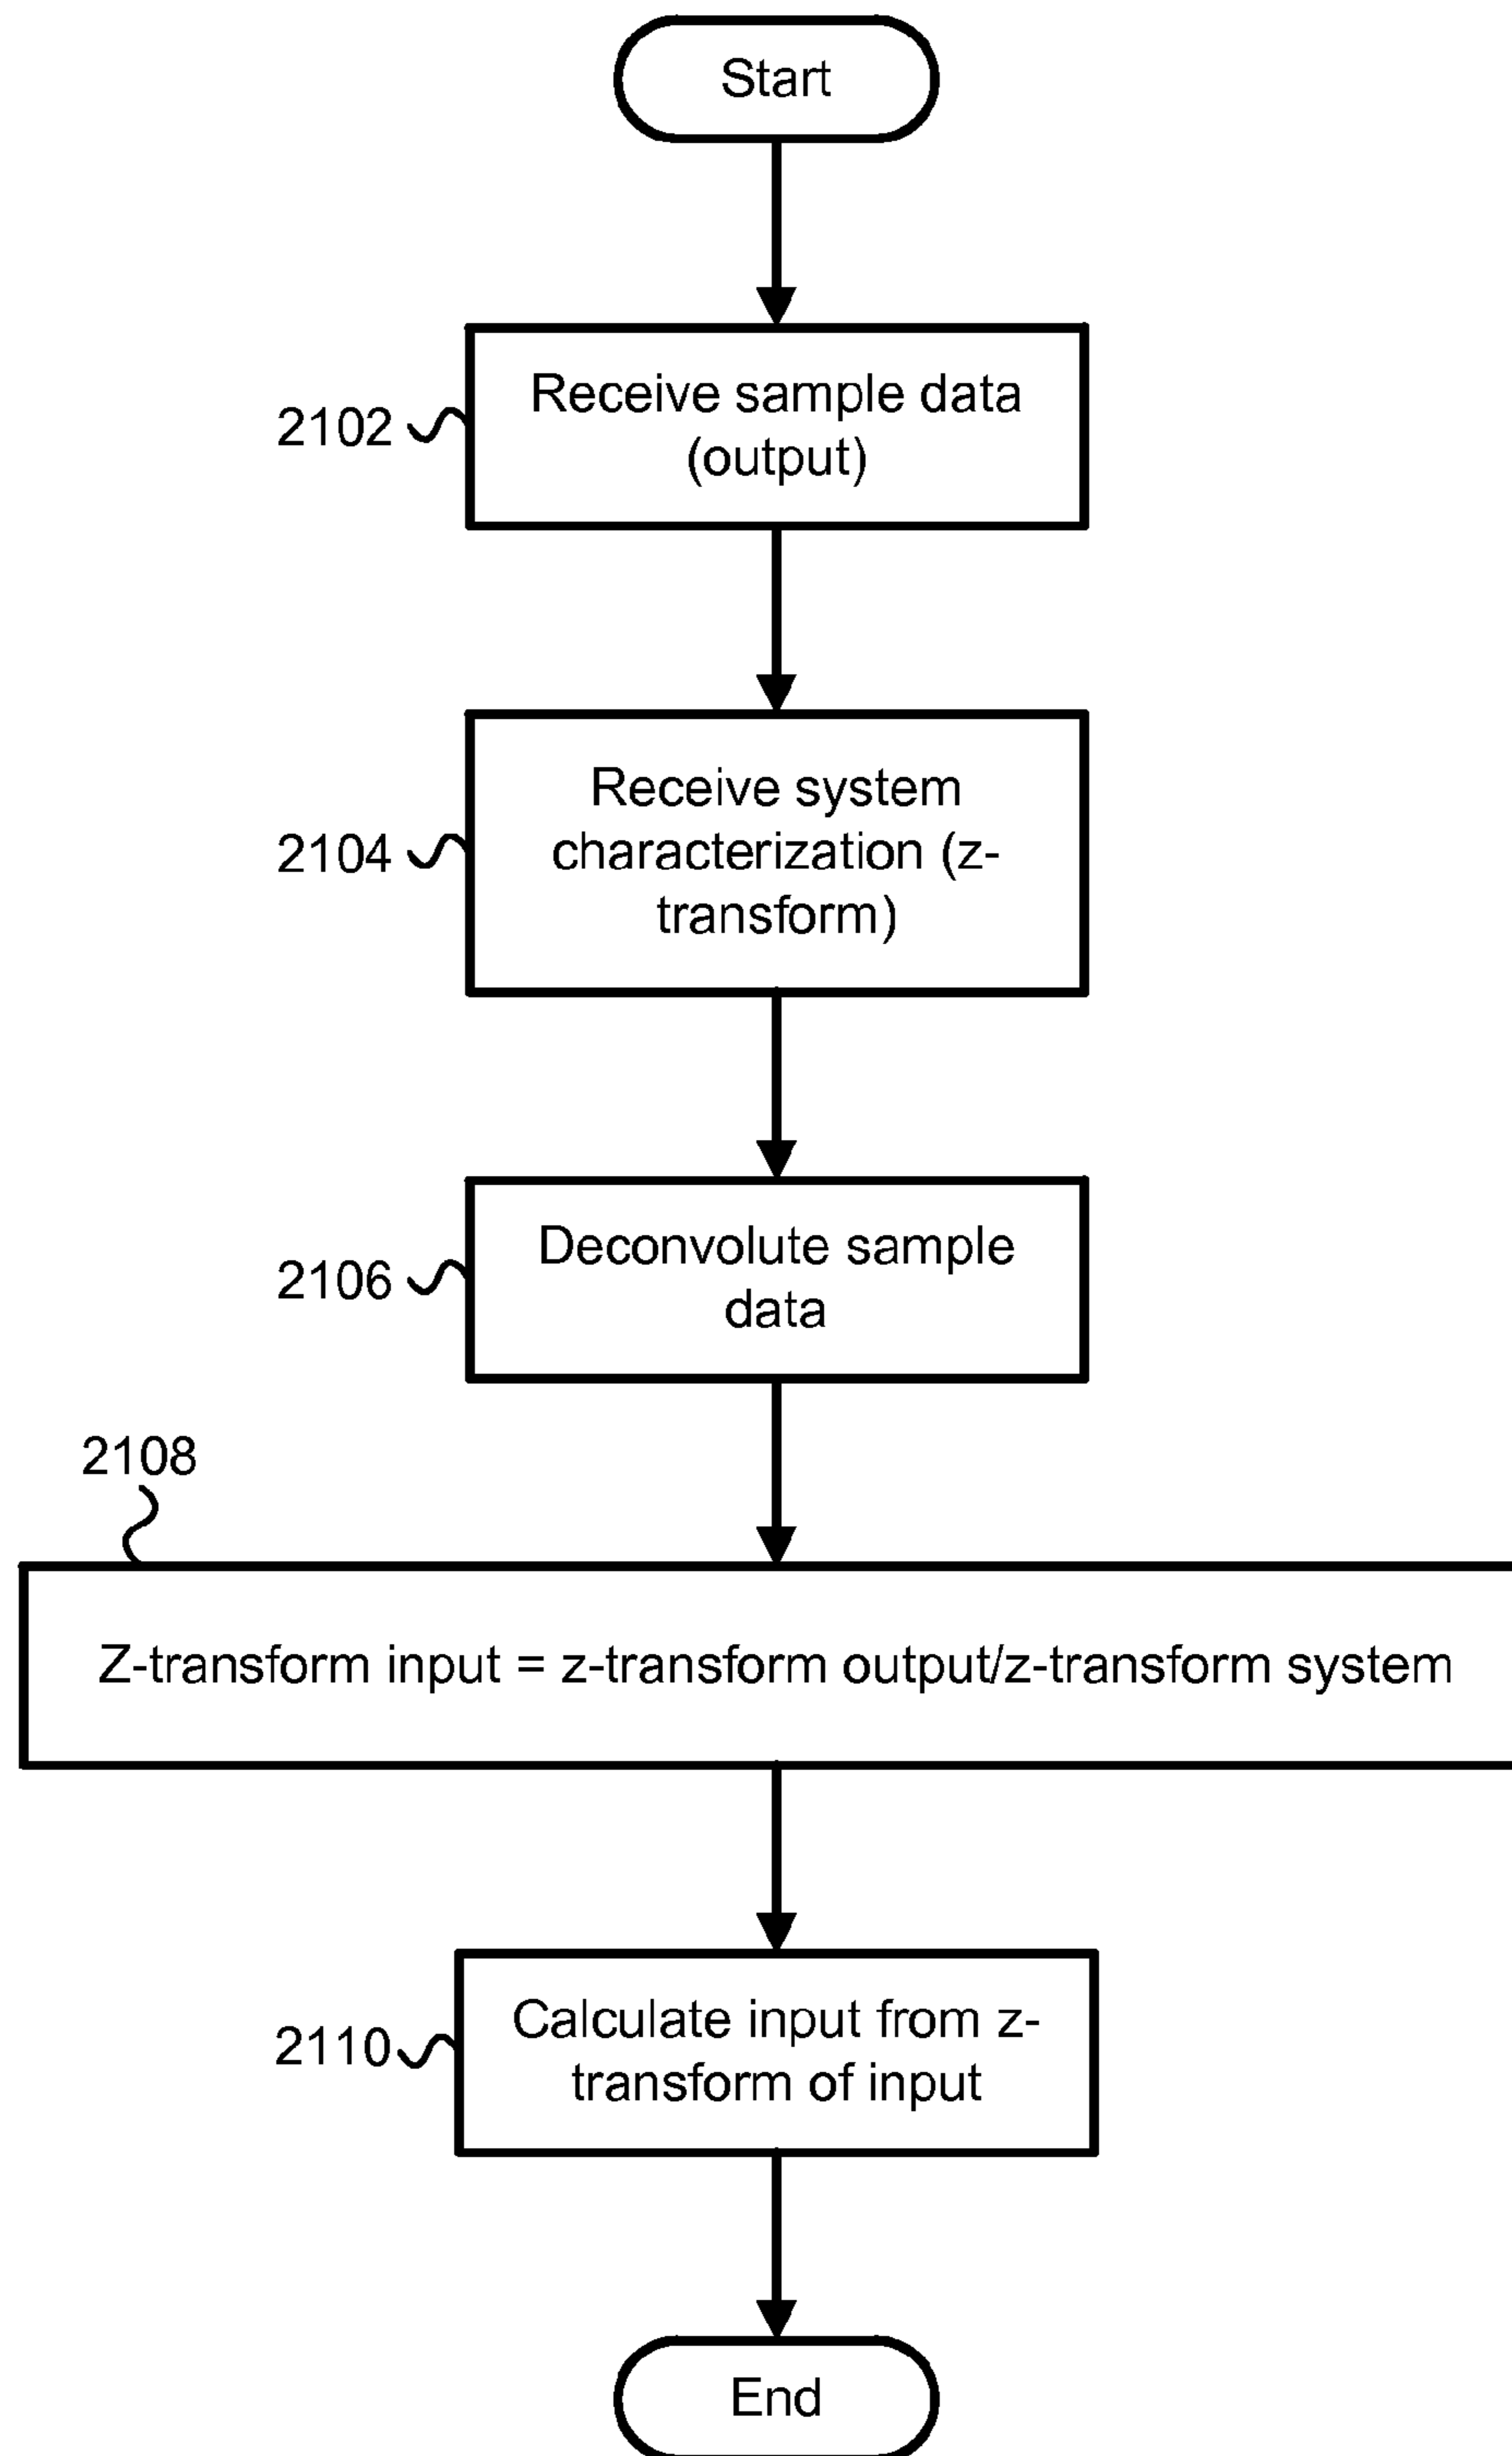 Start
2102
Receive sample data
(output)
2104
Receive system
characterization (z-
transform)
2106
Deconvolute sample
data
2108
Z-transform input = z-transform output/z-transform system
2110
Calculate input from z-
transform of input
End